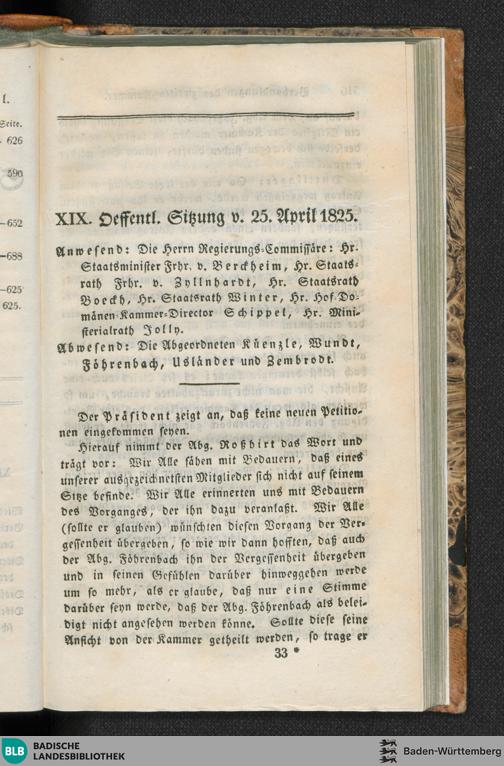 l.
Seite.
626
590
—652
—688
—625
625.
XIX. Oeffentl. Sitzung v. 25. April 1825.
Anwesend: Die Herrn Regierungs-Commissäre: Hr.
Staatsminister Frhr. v. Berckheim, Hr. Staats-
rath Frhr. v. Zyllnhardt, Hr. Staatsrath
Boeckh, Hr. Staatsrath Winter, Hr. Hof-Do-
mänen-Kammer-Director Schippel, Hr. Mini-
sterialrath Jolly.
Abwesend: Die Abgeordneten Küenzle, Wundt,
Föhrenbach, Usländer und Zembrodt.
Der Präsident zeigt an, daß keine neuen Petitio-
nen eingekommen seyen.
Hierauf nimmt der Abg. Roßhirt das Wort und
trägt vor: Wir Alle sähen mit Bedauern, daß eines
unserer ausgezeichnetsten Mitglieder sich nicht auf seinem
Sitze befinde. Wir Alle erinnerten uns mit Bedauern
des Vorganges, der ihn dazu veranlaßt. Wir Alle
(sollte er glauben) wünschten diesen Vorgang der Ver-
gessenheit übergeben, so wie wir dann hofften, daß auch
der Abg. Föhrenbach ihn der Vergessenheit übergeben
und in seinen Gefühlen darüber hinweggehen werde
um so mehr, als er glaube, daß nur eine Stimme
darüber seyn werde, daß der Abg. Föhrenbach als belei-
digt nicht angesehen werden könne. Sollte diese seine
Ansicht von der Kammer getheilt werden, so trage er
33 *
BLB BADISCHE
LANDESBIBLIOTHEK
Baden-Württemberg